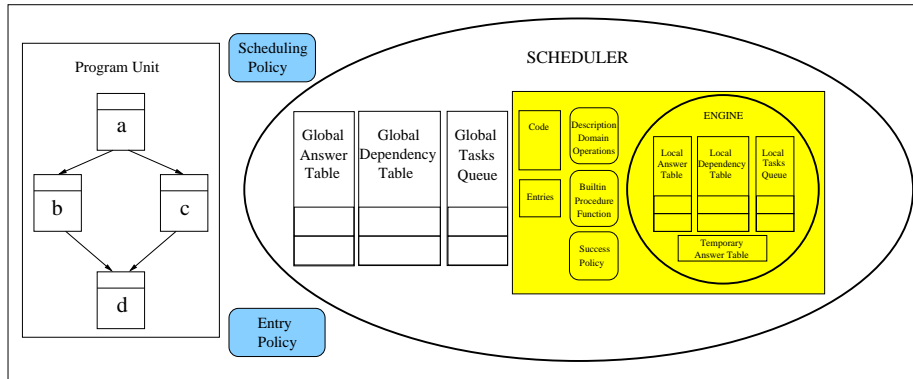 Program Unit
a
b
c
d
Scheduling
Policy
Entry
Policy
SCHEDULER
Global
Answer
Table
Global
Dependency
Table
Global
Tasks
Queue
Code
Entries
Description
Domain
Operations
Builtin
Procedure
Function
Success
Policy
ENGINE
Local
Answer
Table
Local
Dependency
Table
Local
Tasks
Queue
Temporary
Answer Table